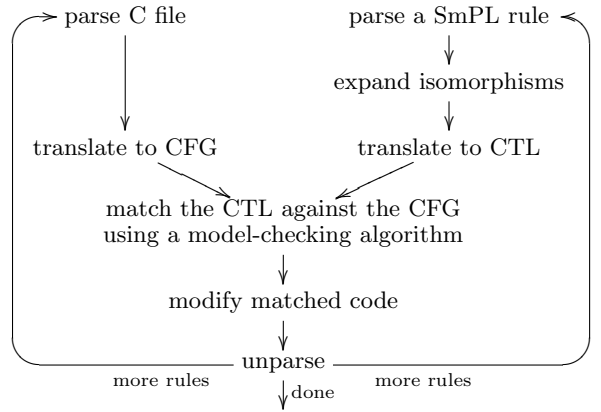 parse C file
parse a SmPL rule
expand isomorphisms
translate to CFG
translate to CTL
match the CTL against the CFG
using a model-checking algorithm
modify matched code
unparse
more rules
more rules
done